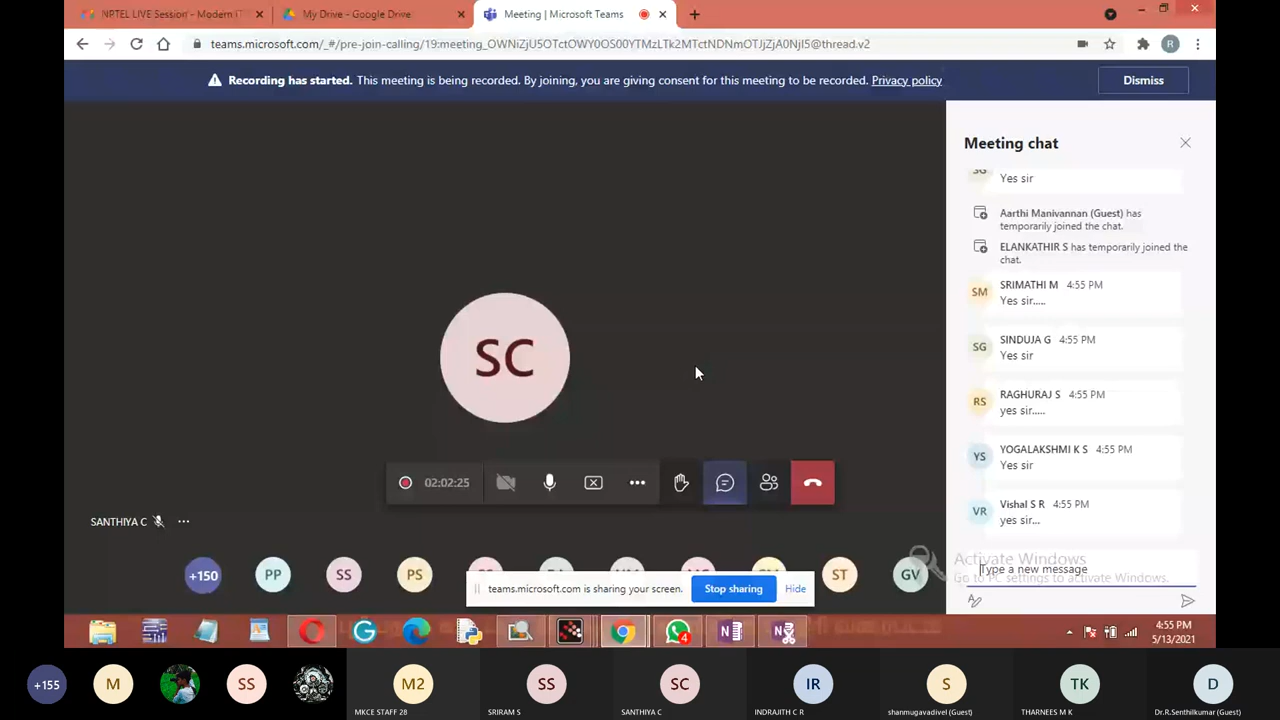 NPTEL LIVE Session - Modern IT
My Drive - Google Drive
Meeting | Microsoft Teams
teams.microsoft.com/_#/pre-join-calling/19:meeting_OWNiZjU5OTctOWY0OS00YTMzLTk2MTctNDNmOTJjZjA0NjI5@thread.v2
R
Recording has started. This meeting is being recorded. By joining, you are giving consent for this meeting to be recorded. Privacy policy
Dismiss
Meeting chat
SG
Yes sir
Aarthi Manivannan (Guest) has
temporarily joined the chat.
ELANKATHIR S has temporarily joined the
chat.
SM SRIMATHI M 4:55 PM
Yes sir.....
SG SINDUJA G 4:55 PM
Yes sir
RS RAGHURAJ S 4:55 PM
yes sir.....
YS YOGALAKSHMI K S 4:55 PM
Yes sir
VR Vishal S R 4:55 PM
yes sir...
SC
02:02:25
SANTHIYA C
+150 PP SS PS ST GV
teams.microsoft.com is sharing your screen. Stop sharing Hide
Activate Windows
Type a new message
Go to PC settings to activate Windows.
4
4:55 PM
5/13/2021
+155 M SS M2 SS SC IR S TK D
MKCE STAFF 28 SRIRAM S SANTHIYA C INDRAJITH C R shanmugavadivel (Guest) THARNEES M K Dr.R.Senthilkumar (Guest)